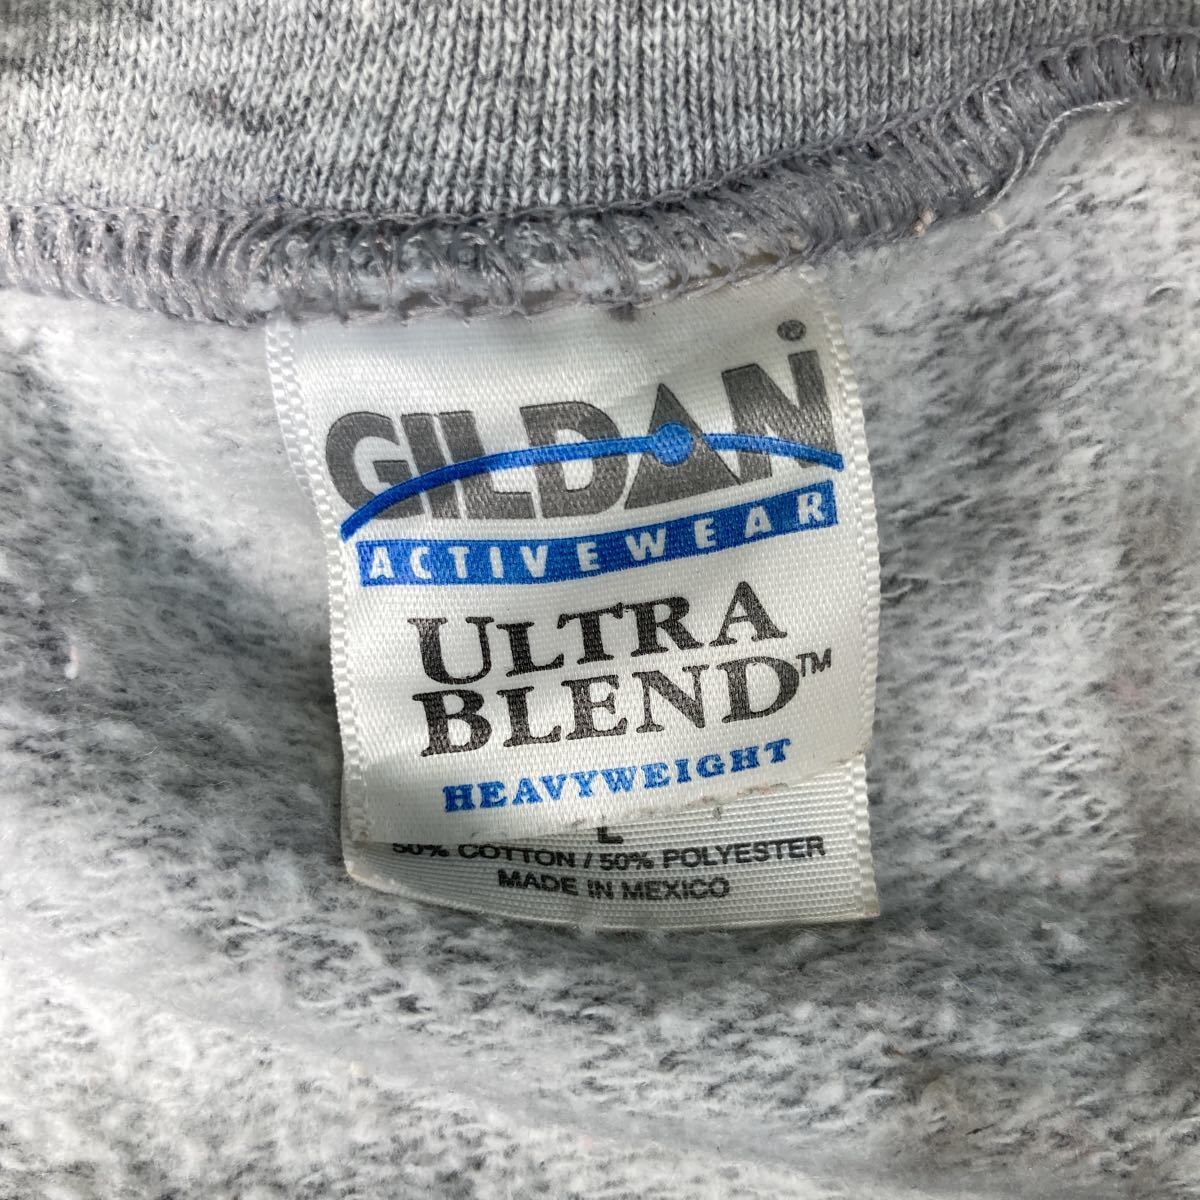 GILDAN®
ACTIVEWEAR
ULTRA
BLEND™
HEAVYWEIGHT
L
50% COTTON / 50% POLYESTER
MADE IN MEXICO